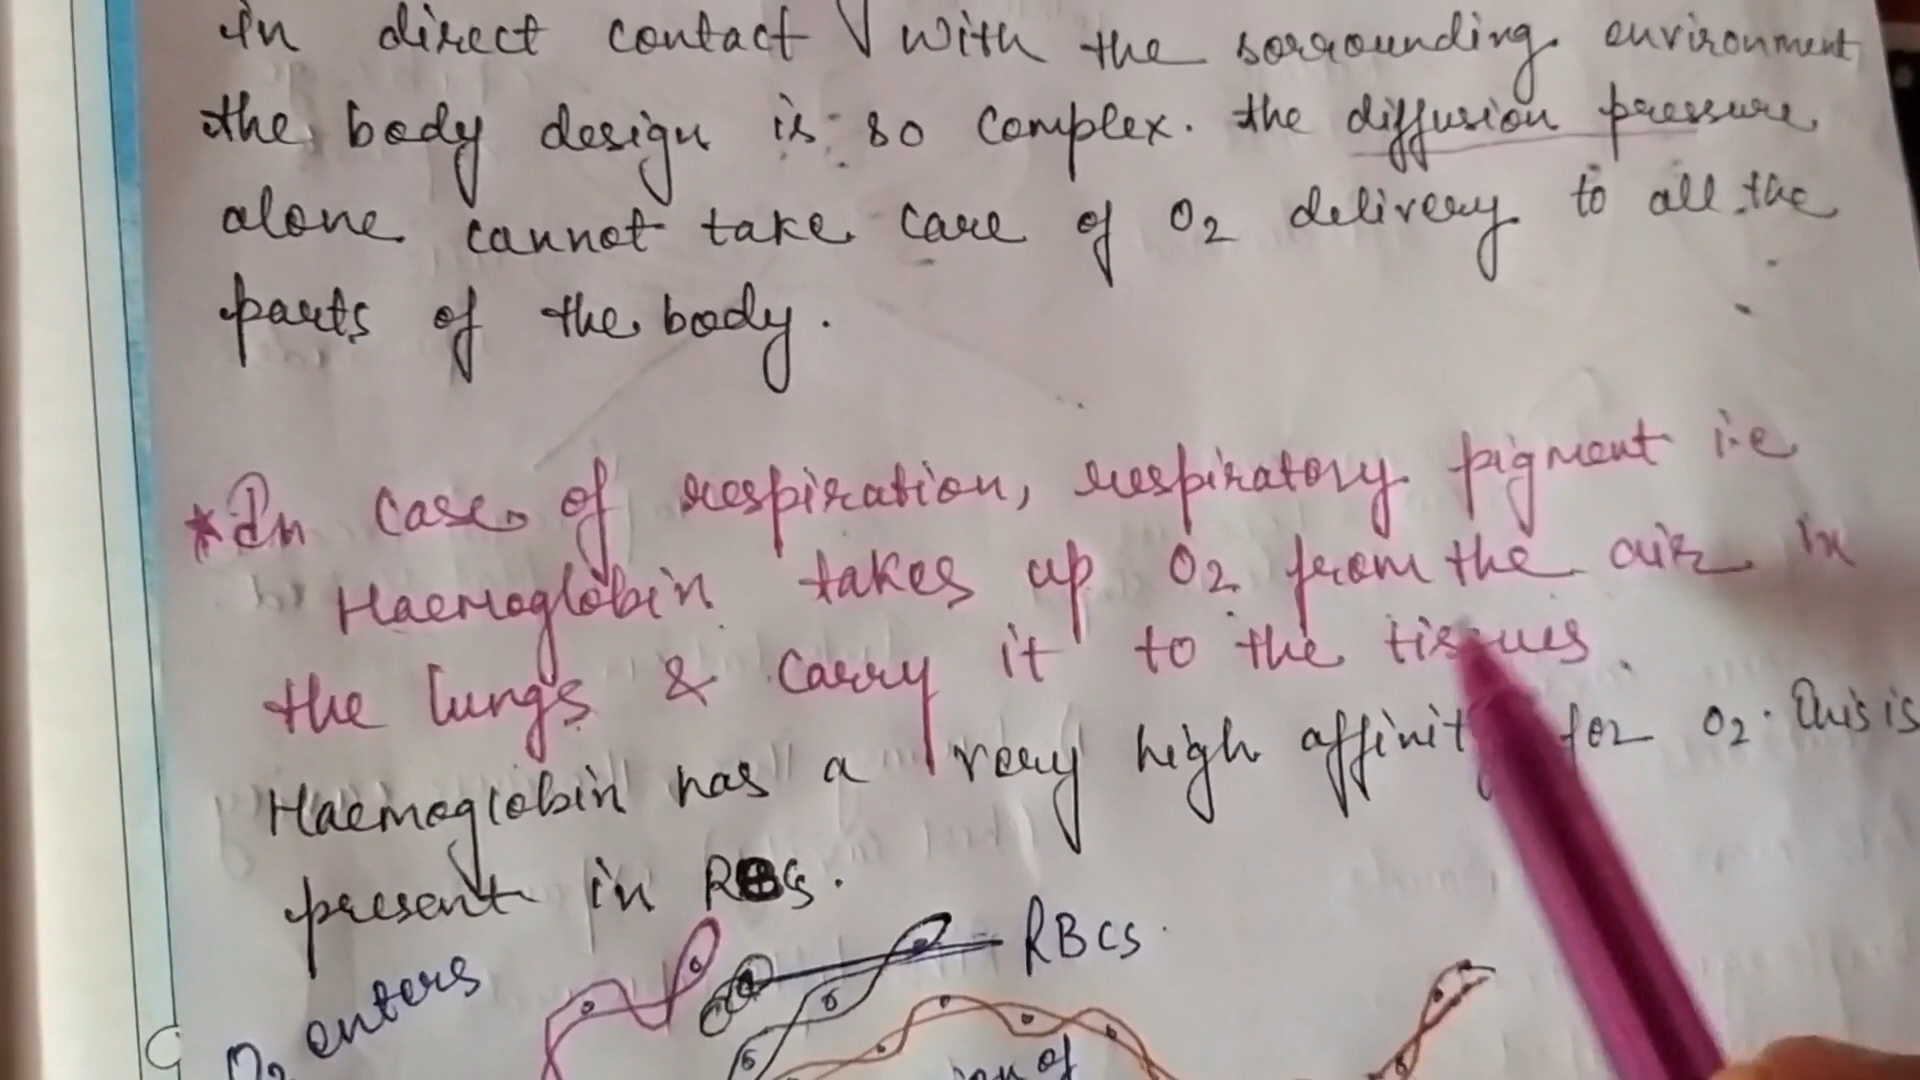 In direct contact √ with the sorrounding environment
the body design is so complex. the diffusion pressure
alone cannot take care of O2 delivery to all the
parts of the body.
*In case of respiration, respiratory pigment i.e
Haemoglobin takes up O2 from the air in
the lungs & carry it to the tissues
Haemoglobin has a very high affinity for O2. This is
present in
RBCs
O2 enters
of